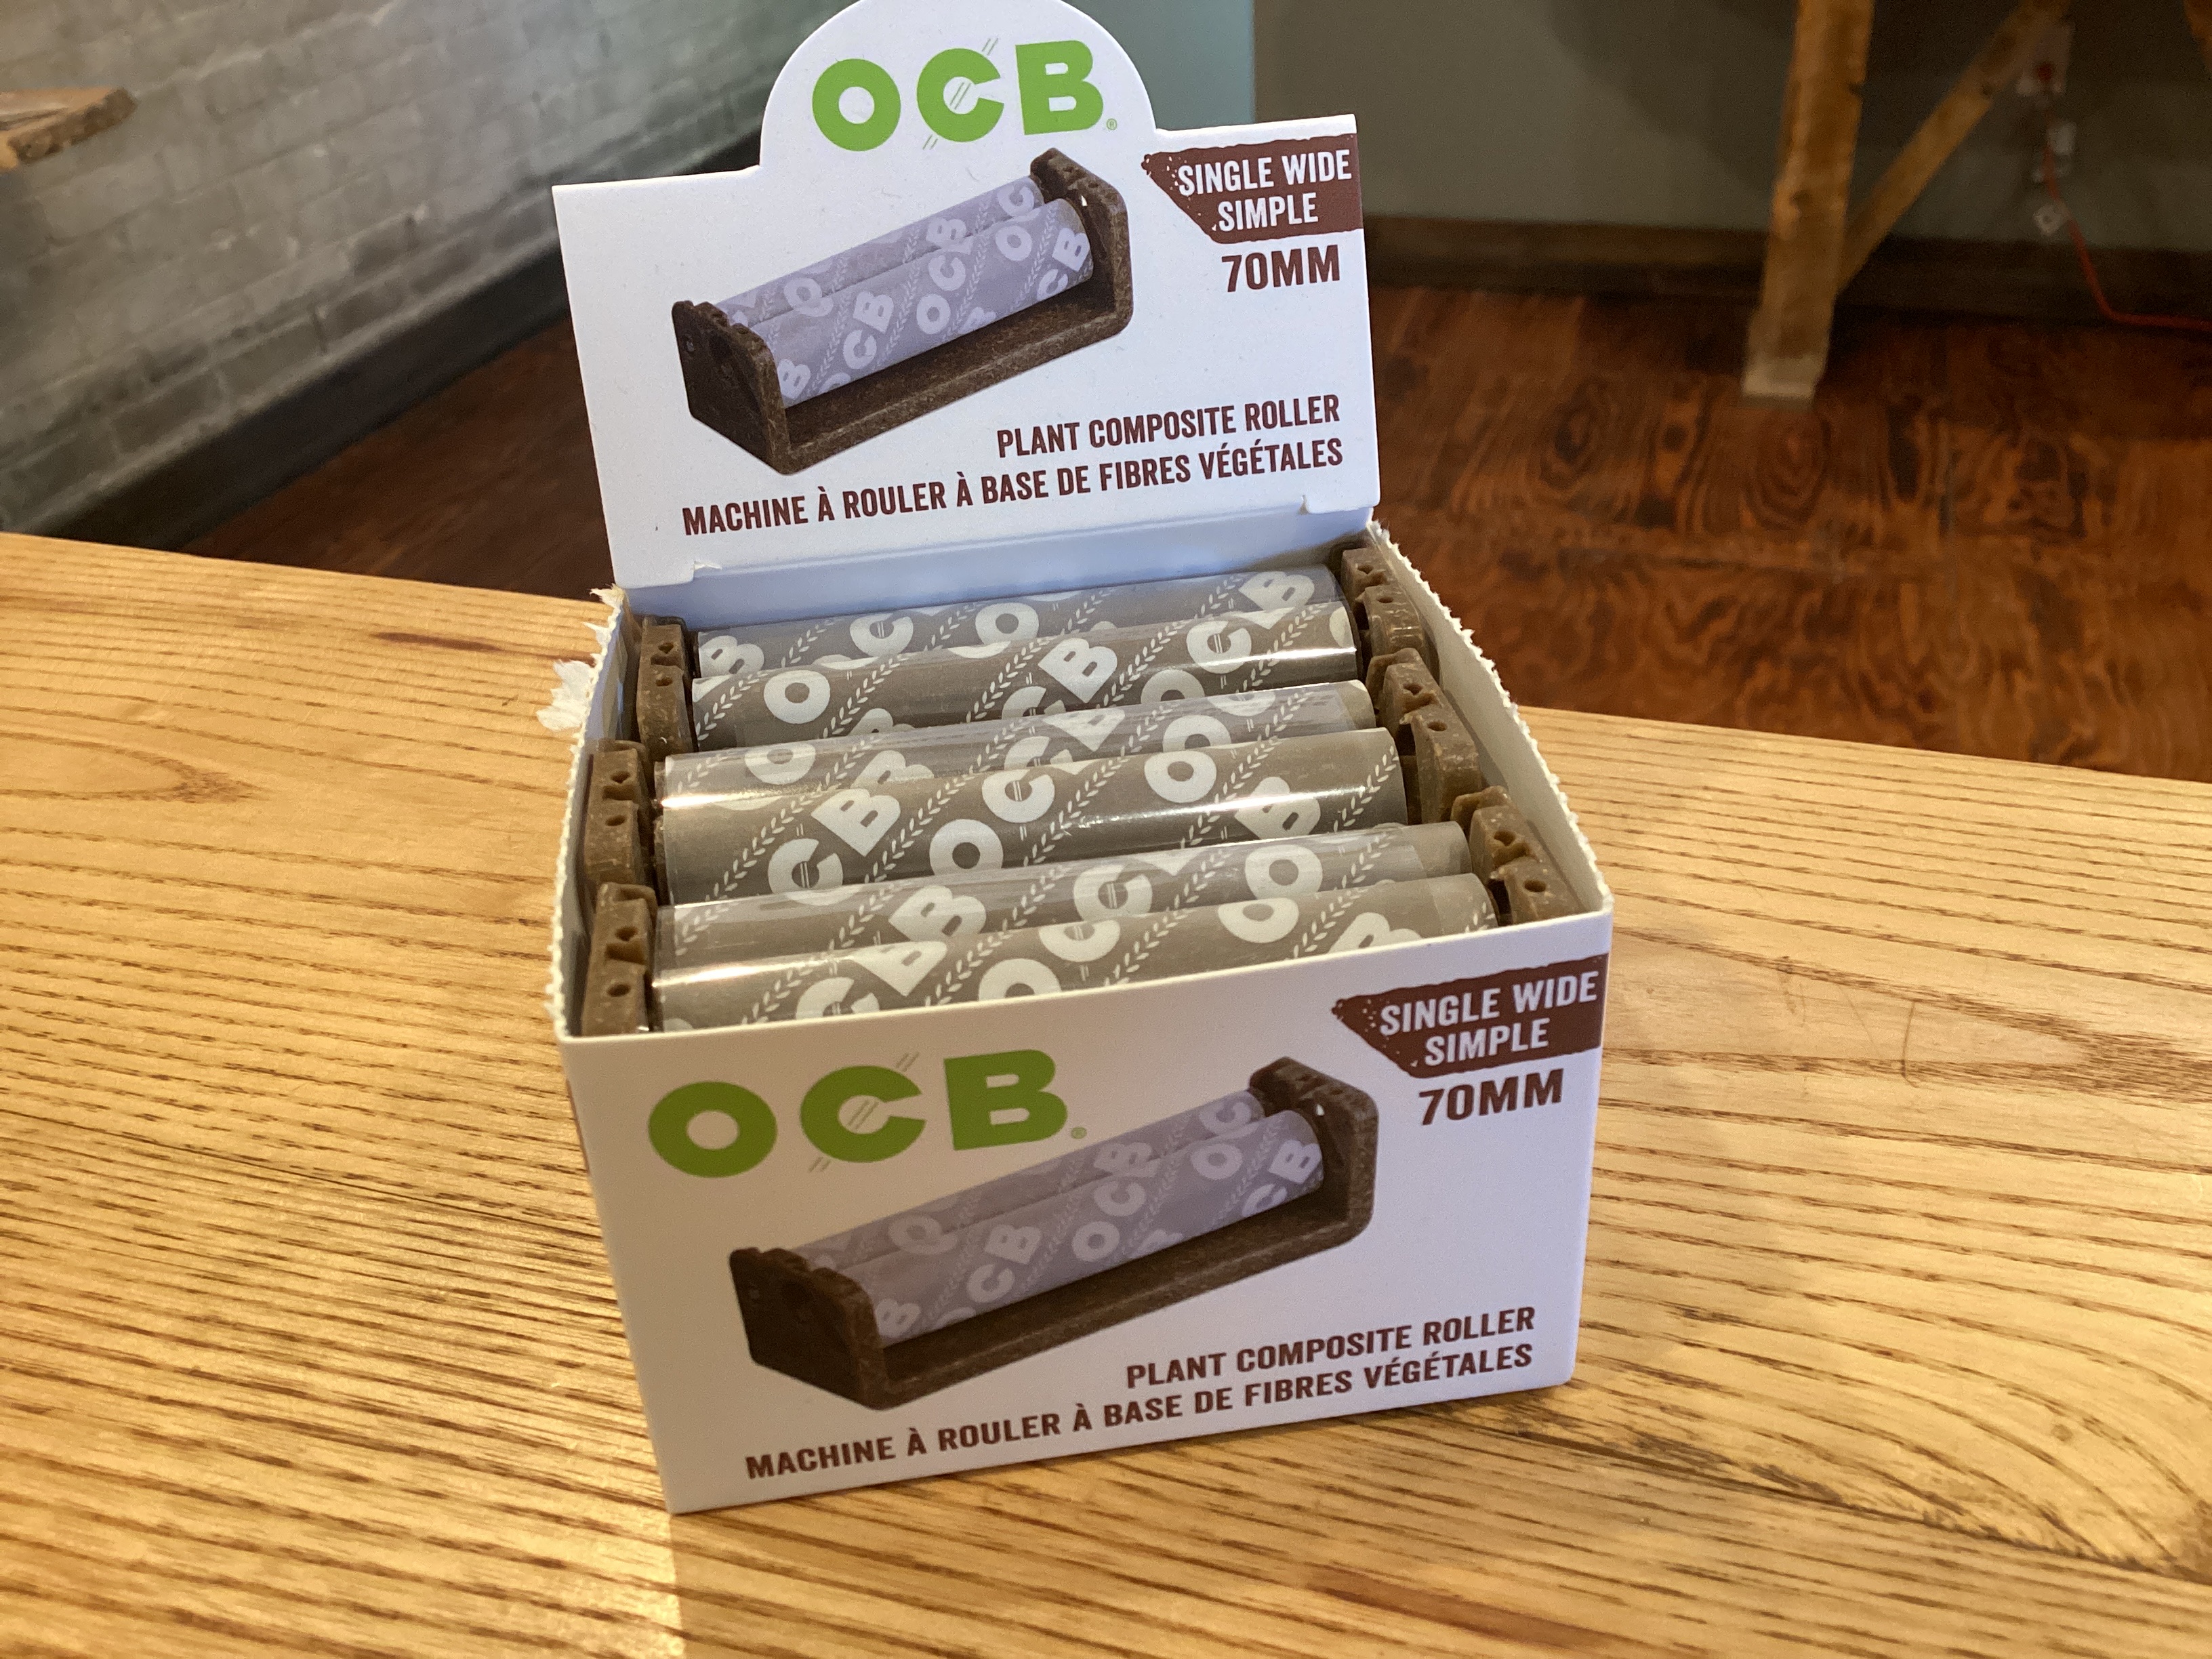 OCB®
SINGLE WIDE
SIMPLE
70MM
PLANT COMPOSITE ROLLER
MACHINE À ROULER À BASE DE FIBRES VÉGÉTALES
OCB®
SINGLE WIDE
SIMPLE
70MM
PLANT COMPOSITE ROLLER
MACHINE À ROULER À BASE DE FIBRES VÉGÉTALES